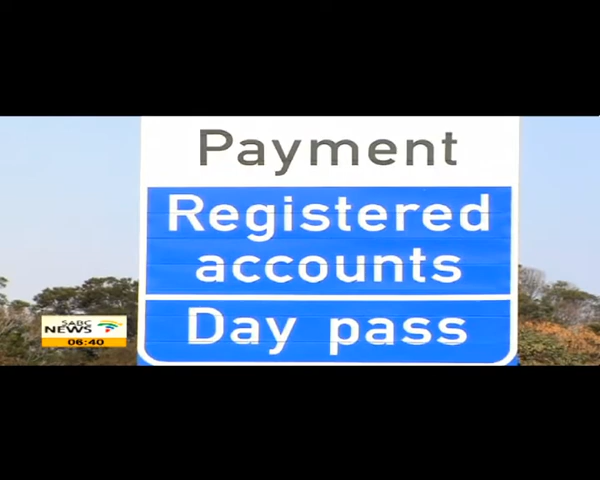 Payment
Registered
accounts
Day pass
SABC
NEWS
06:40